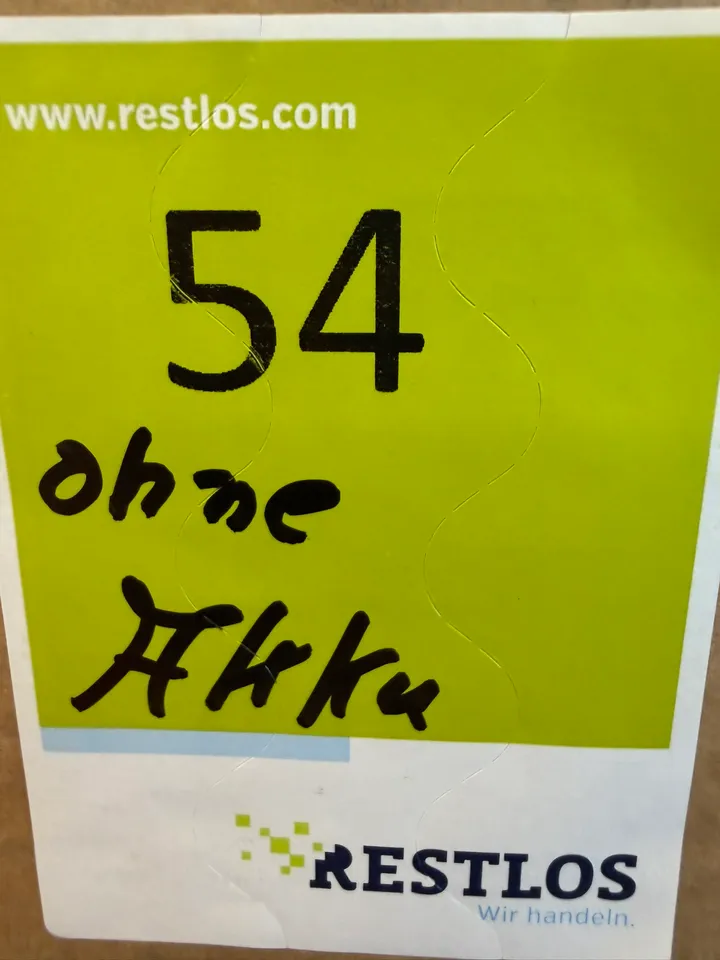 www.restlos.com
54
ohne
Akku
RESTLOS
Wir handeln.